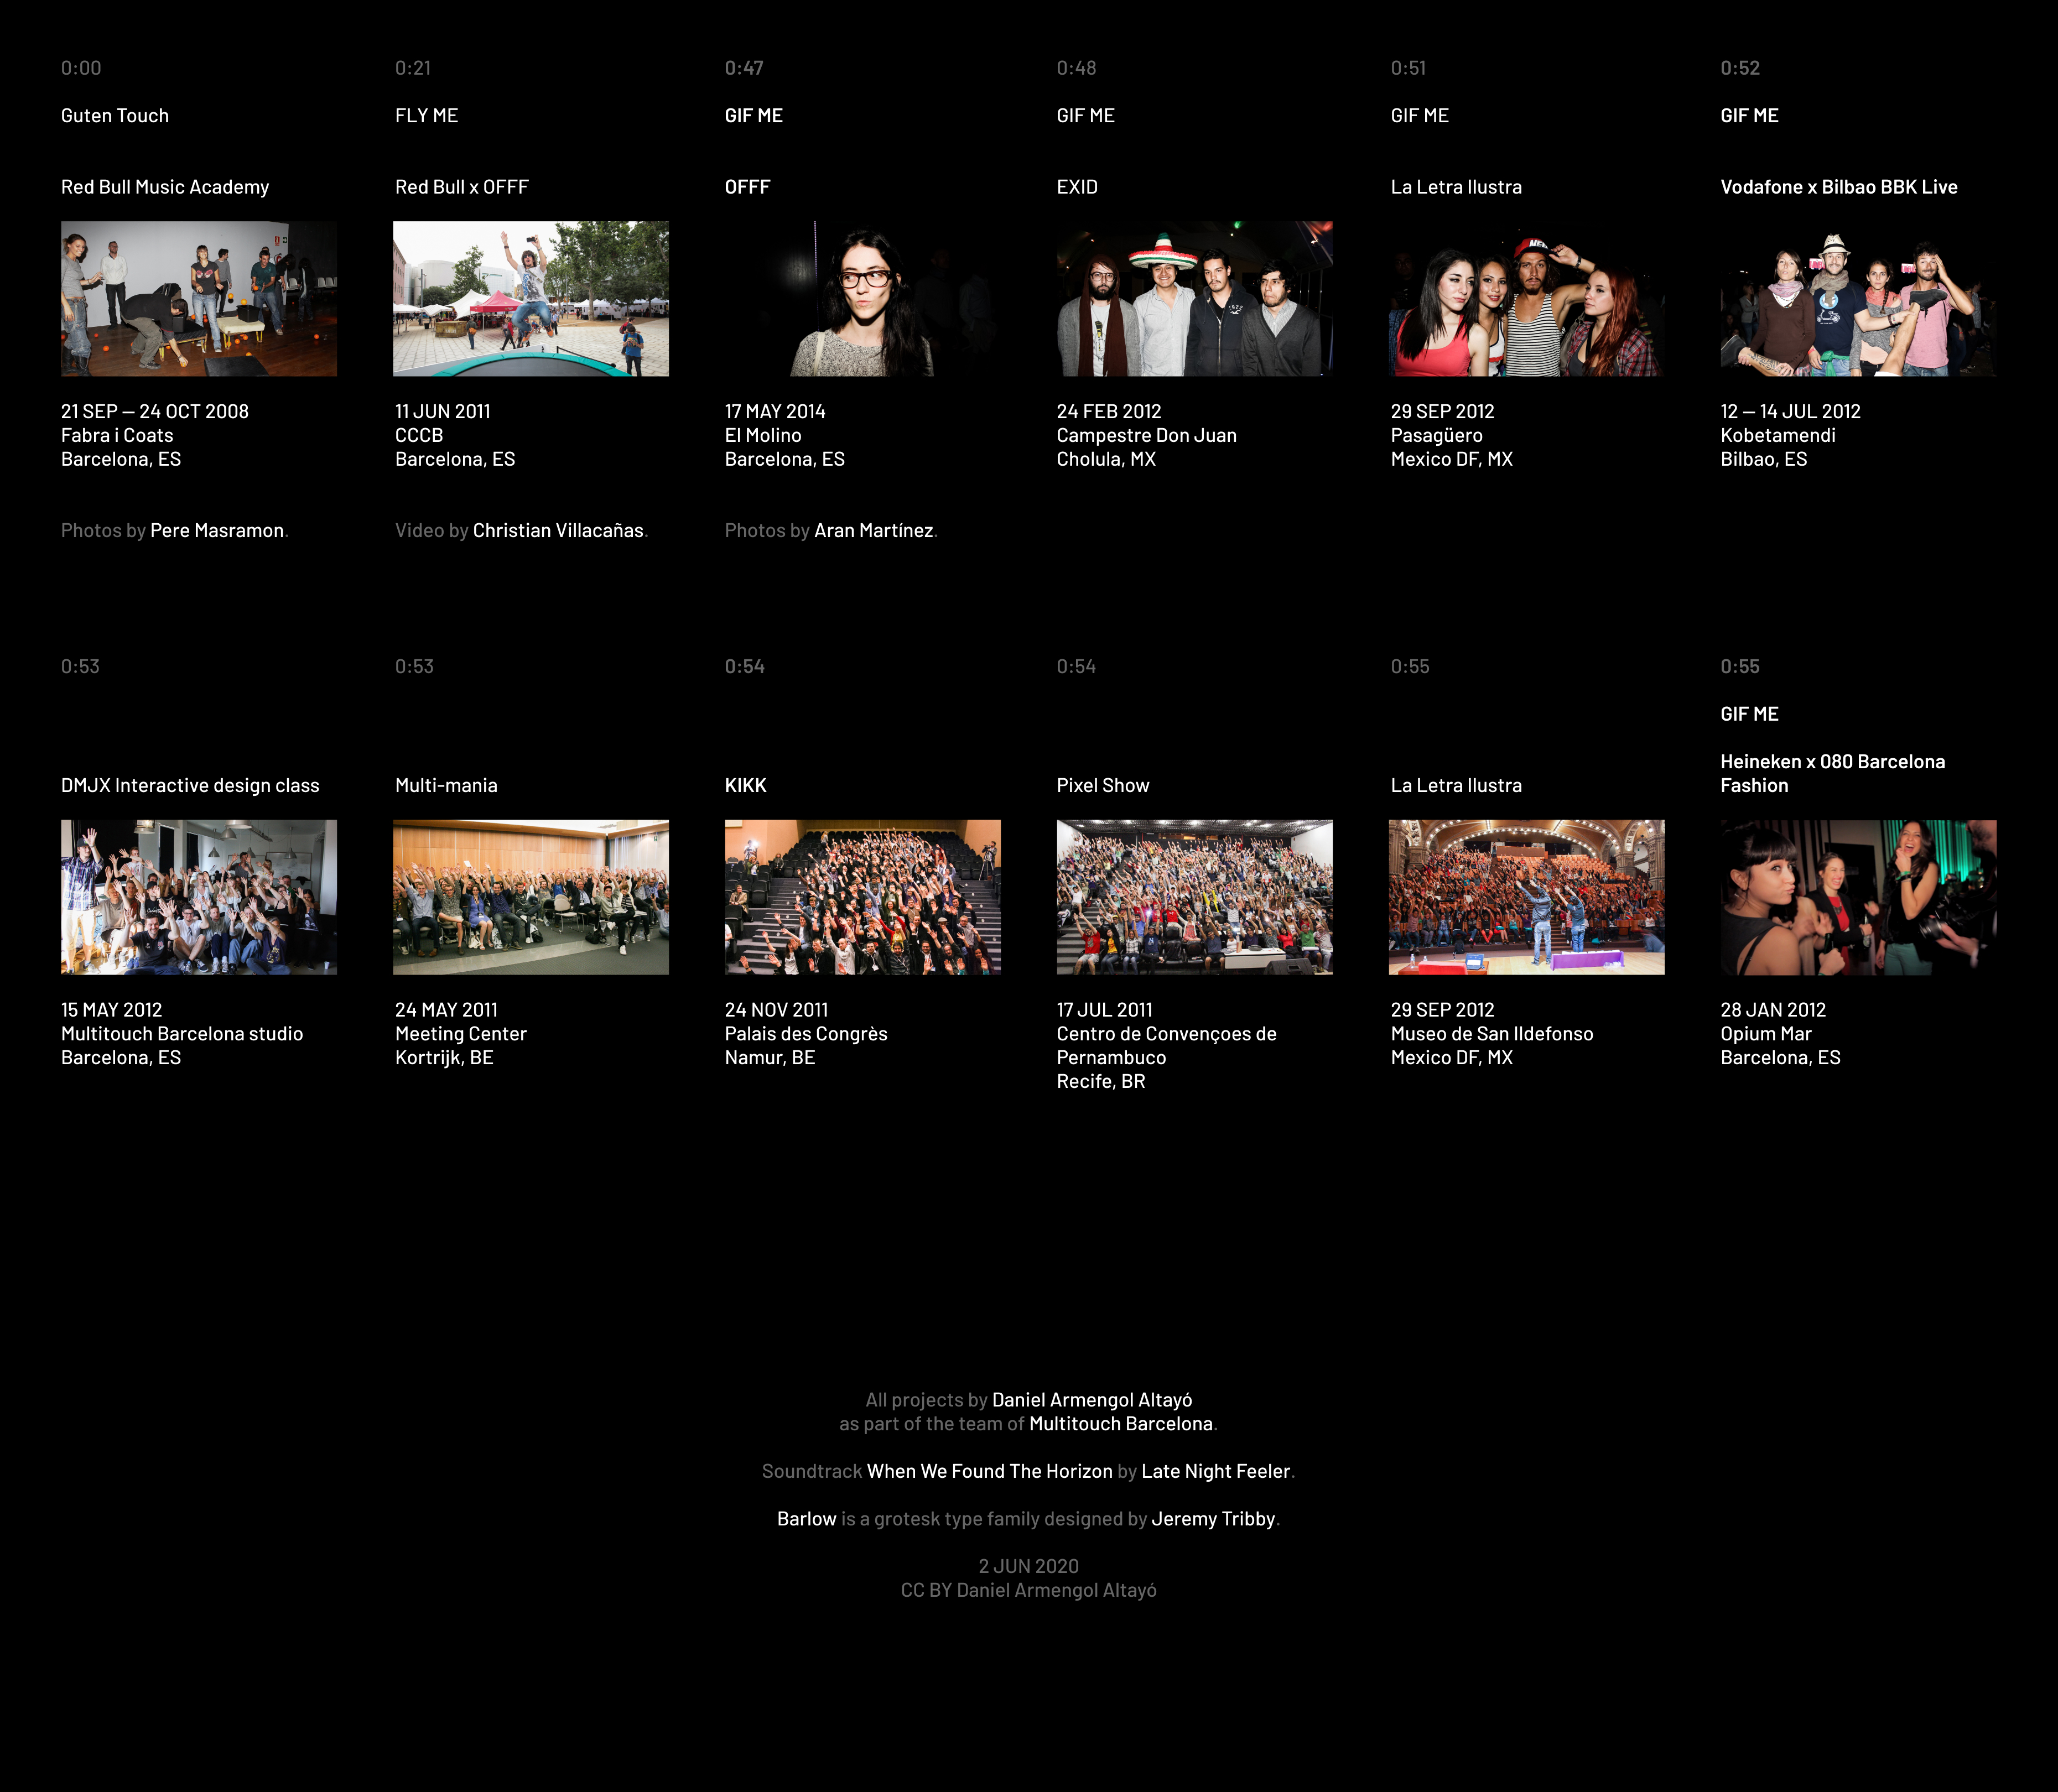 0:00
Guten Touch
Red Bull Music Academy
21 SEP – 24 OCT 2008
Fabra i Coats
Barcelona, ES
Photos by Pere Masramon.
0:21
FLY ME
Red Bull x OFFF
11 JUN 2011
CCCB
Barcelona, ES
Video by Christian Villacañas.
0:47
GIF ME
OFFF
17 MAY 2014
El Molino
Barcelona, ES
Photos by Aran Martínez.
0:48
GIF ME
EXID
24 FEB 2012
Campestre Don Juan
Cholula, MX
0:51
GIF ME
La Letra Ilustra
29 SEP 2012
Pasagüero
Mexico DF, MX
0:52
GIF ME
Vodafone x Bilbao BBK Live
12 – 14 JUL 2012
Kobetamendi
Bilbao, ES
0:53
DMJX Interactive design class
15 MAY 2012
Multitouch Barcelona studio
Barcelona, ES
0:53
Multi-mania
24 MAY 2011
Meeting Center
Kortrijk, BE
0:54
KIKK
24 NOV 2011
Palais des Congrès
Namur, BE
0:54
Pixel Show
17 JUL 2011
Centro de Convençoes de
Pernambuco
Recife, BR
0:55
La Letra Ilustra
29 SEP 2012
Museo de San Ildefonso
Mexico DF, MX
0:55
GIF ME
Heineken x 080 Barcelona
Fashion
28 JAN 2012
Opium Mar
Barcelona, ES
All projects by Daniel Armengol Altayó
as part of the team of Multitouch Barcelona.
Soundtrack When We Found The Horizon by Late Night Feeler.
Barlow is a grotesk type family designed by Jeremy Tribby.
2 JUN 2020
CC BY Daniel Armengol Altayó